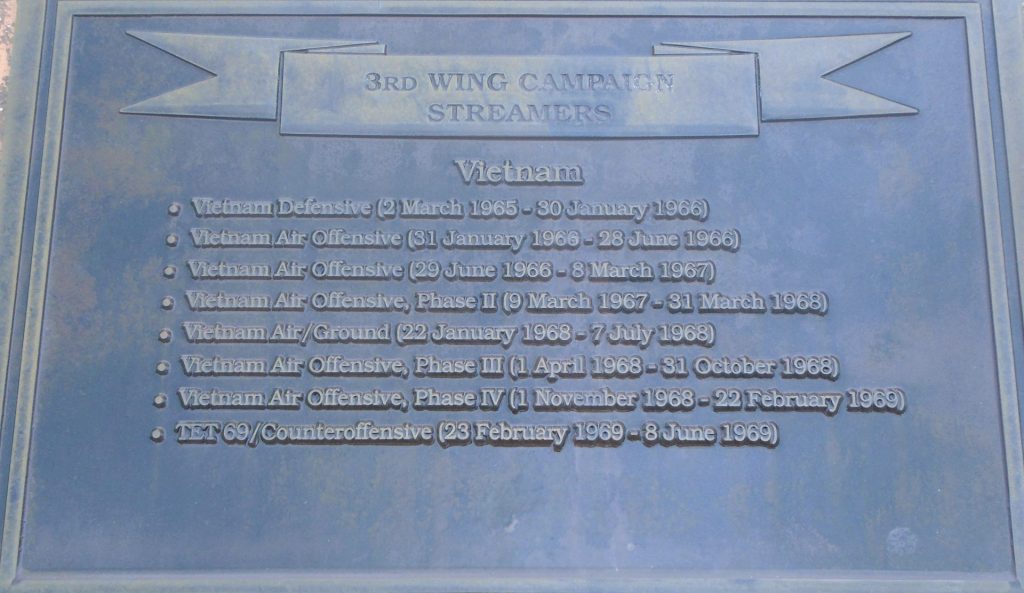 3RD WING CAMPAIGN
STREAMERS
Vietnam
• Vietnam Defensive (2 March 1965 - 30 January 1966)
• Vietnam Air Offensive (31 January 1966 - 28 June 1966)
• Vietnam Air Offensive (29 June 1966 - 8 March 1967)
• Vietnam Air Offensive, Phase II (9 March 1967 - 31 March 1968)
• Vietnam Air/Ground (22 January 1968 - 7 July 1968)
• Vietnam Air Offensive, Phase III (1 April 1968 - 31 October 1968)
• Vietnam Air Offensive, Phase IV (1 November 1968 - 22 February 1969)
• TET 69/Counteroffensive (23 February 1969 - 8 June 1969)